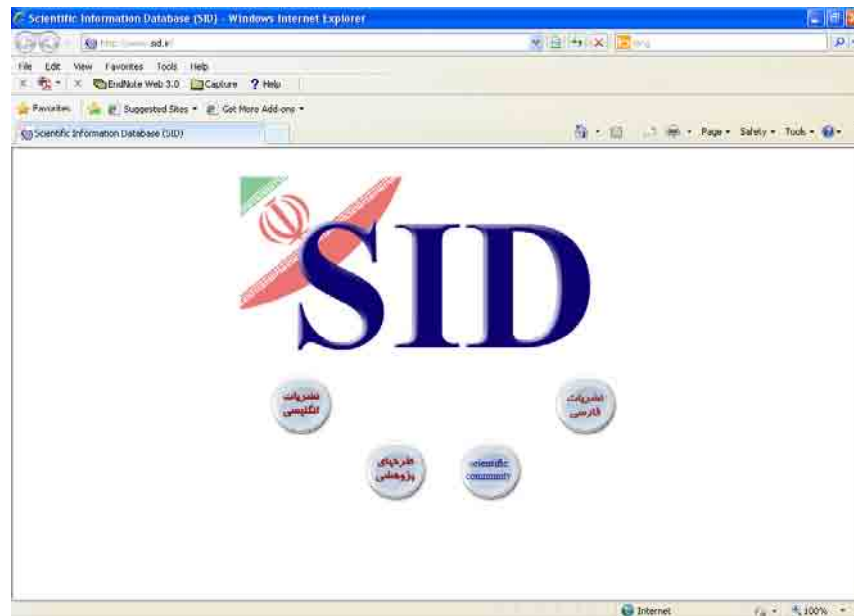 Scientific Information Database (SID) - Windows Internet Explorer
sid.ir
File Edit View Favorites Tools Help
X X EndNote Web 3.0 Capture ? Help
Favorites Suggested Sites Get More Add-ons
Scientific Information Database (SID)
Page Safety Tools
SID
نشریات
انگلیسی
نشریات
فارسی
طرحهای
پژوهشی
scientific
community
Internet
100%